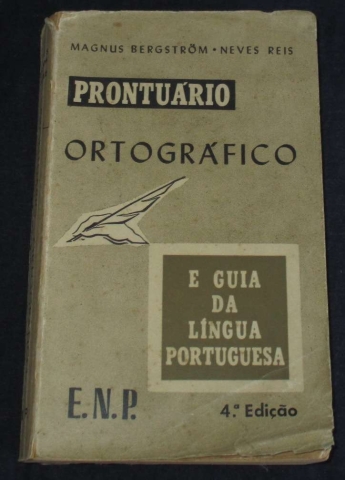 MAGNUS BERGSTRÖM • NEVES REIS
PRONTUÁRIO
ORTOGRÁFICO
E GUIA
DA
LÍNGUA
PORTUGUESA
E.N.P.
4.ª Edição